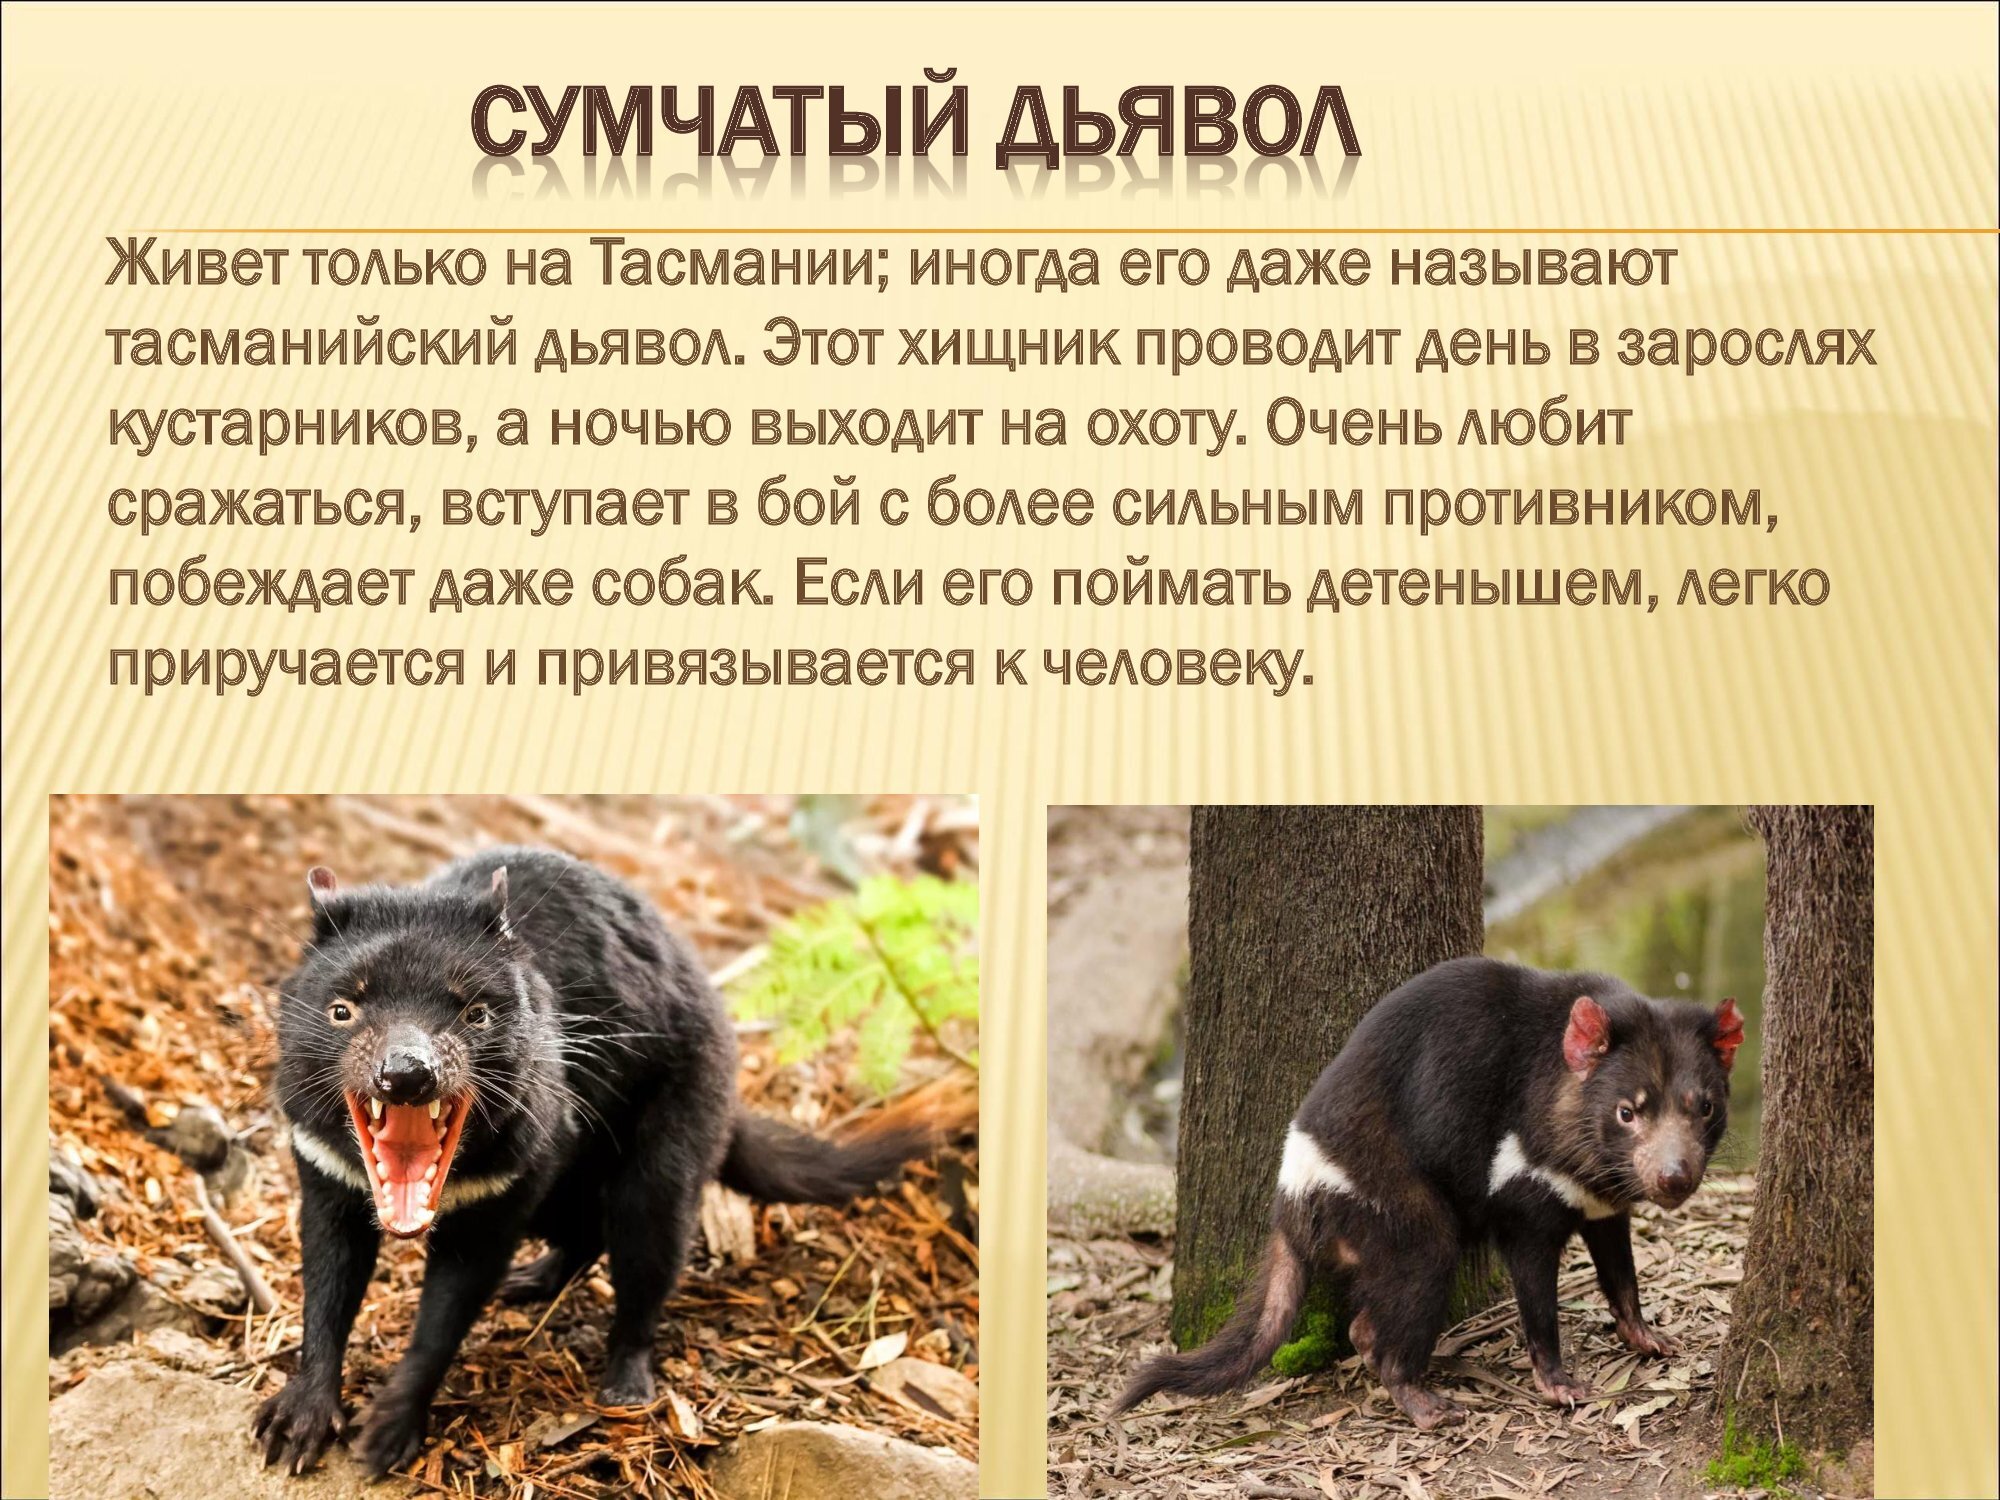 СУМЧАТЫЙ ДЬЯВОЛ
Живет только на Тасмании; иногда его даже называют
тасманийский дьявол. Этот хищник проводит день в зарослях
кустарников, а ночью выходит на охоту. Очень любит
сражаться, вступает в бой с более сильным противником,
побеждает даже собак. Если его поймать детенышем, легко
приручается и привязывается к человеку.